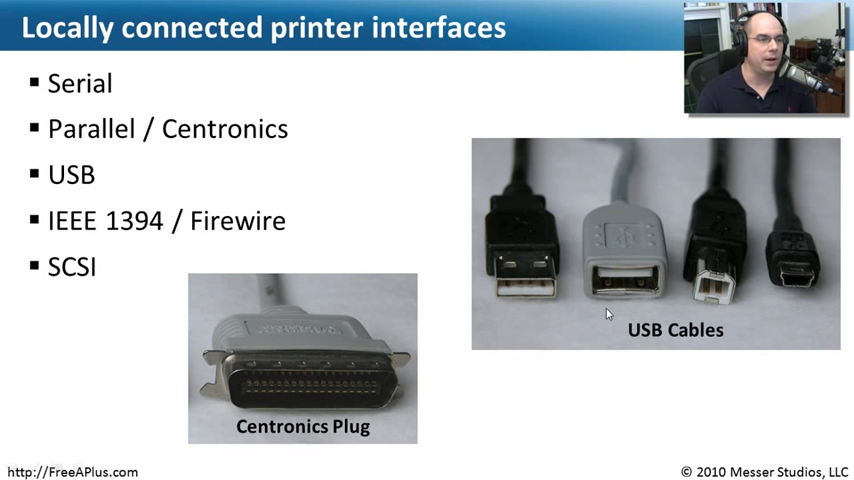 Locally connected printer interfaces
▪ Serial
▪ Parallel / Centronics
▪ USB
▪ IEEE 1394 / Firewire
▪ SCSI
USB Cables
Centronics Plug
http://FreeAPlus.com
© 2010 Messer Studios, LLC